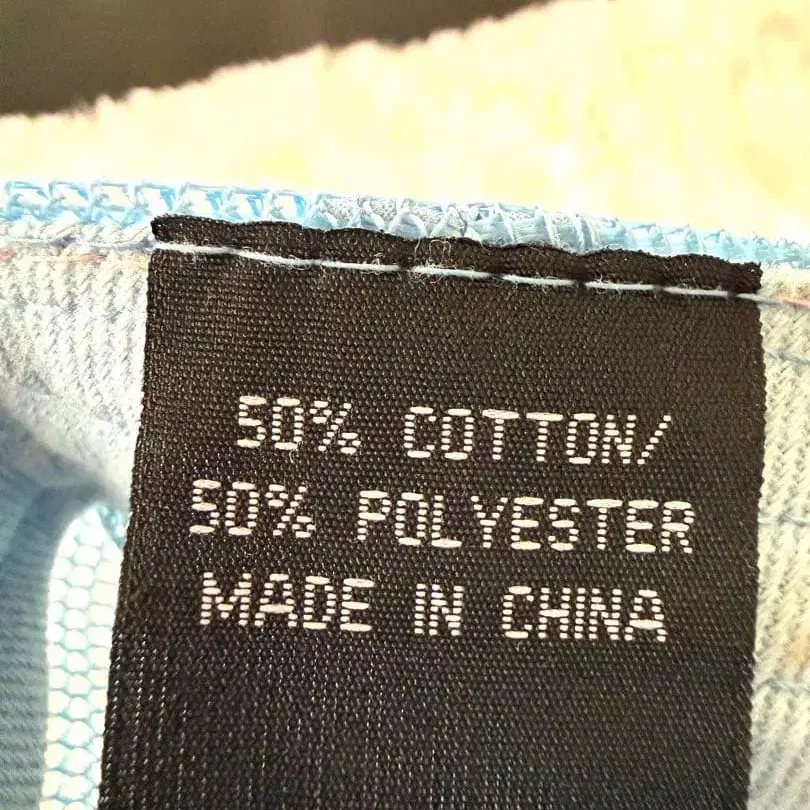 50% COTTON/
50% POLYESTER
MADE IN CHINA